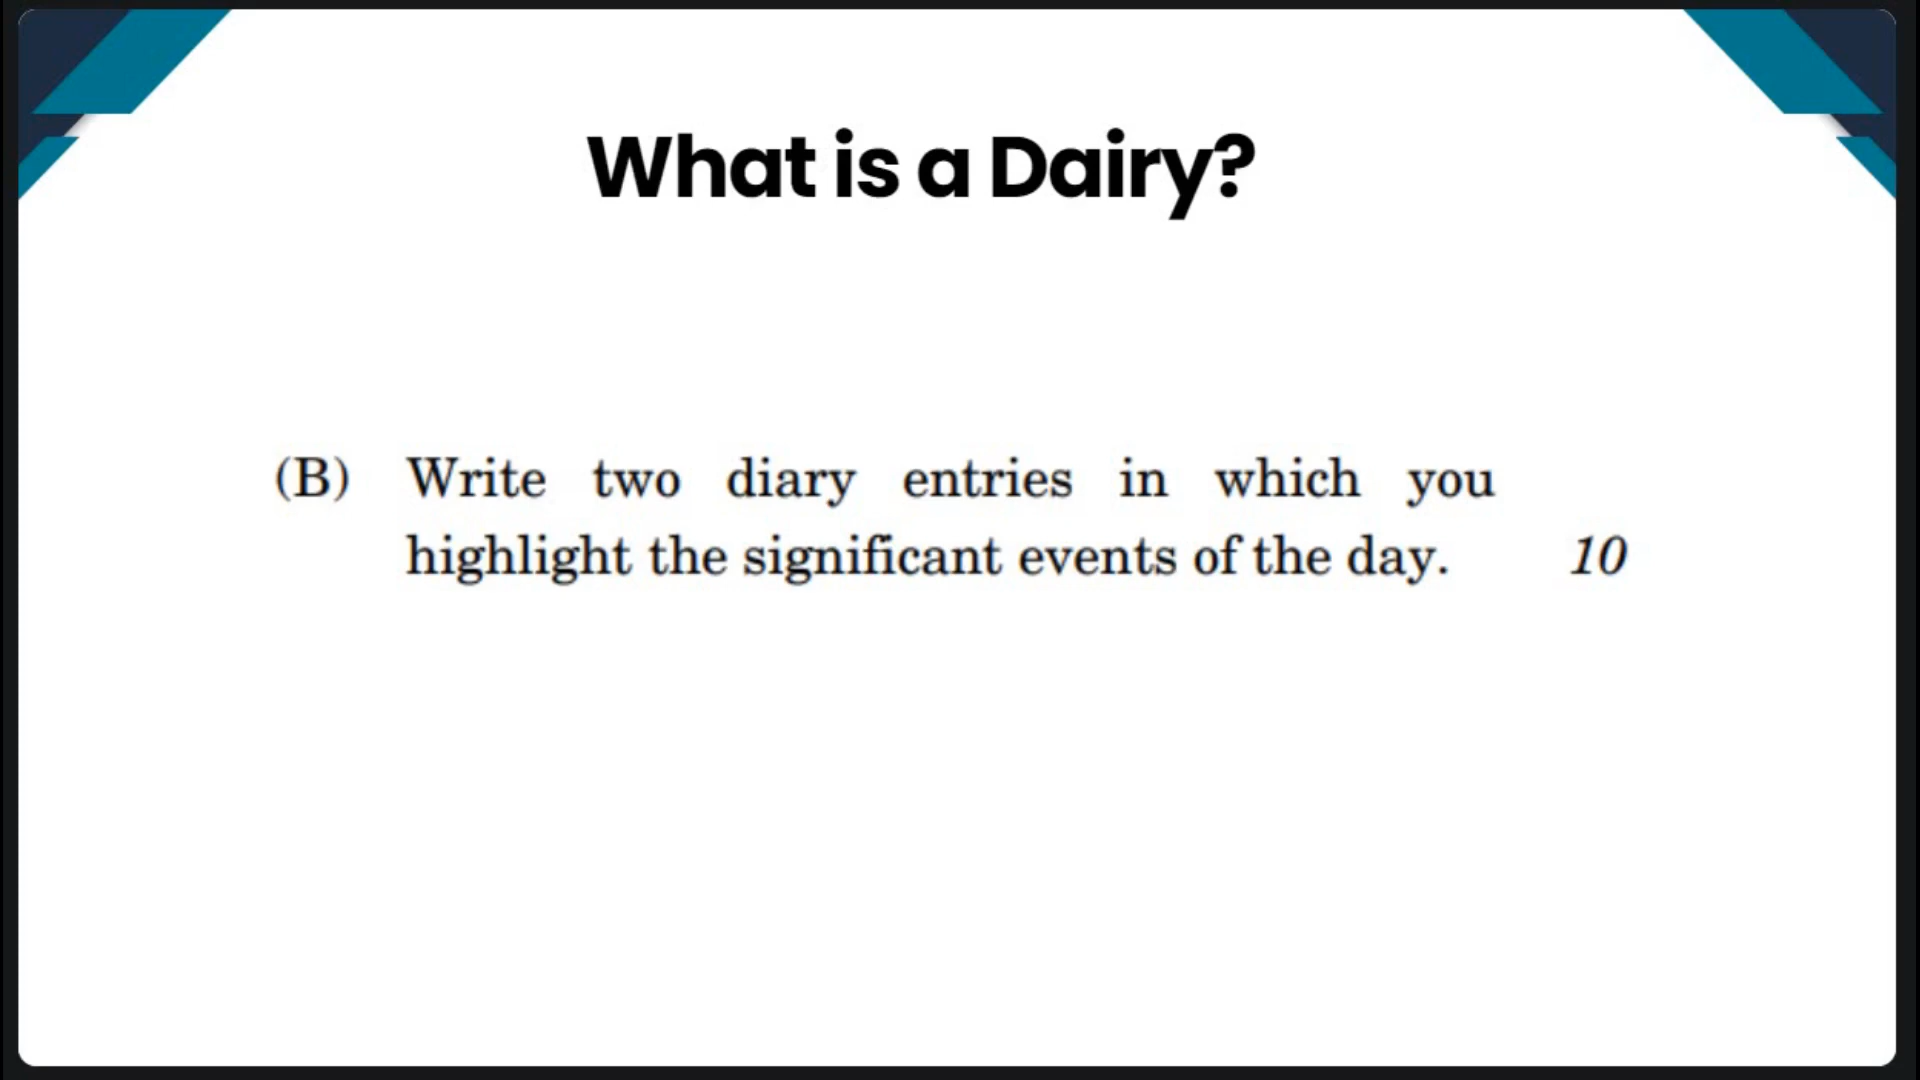 What is a Dairy?
(B) Write two diary entries in which you
highlight the significant events of the day. 10